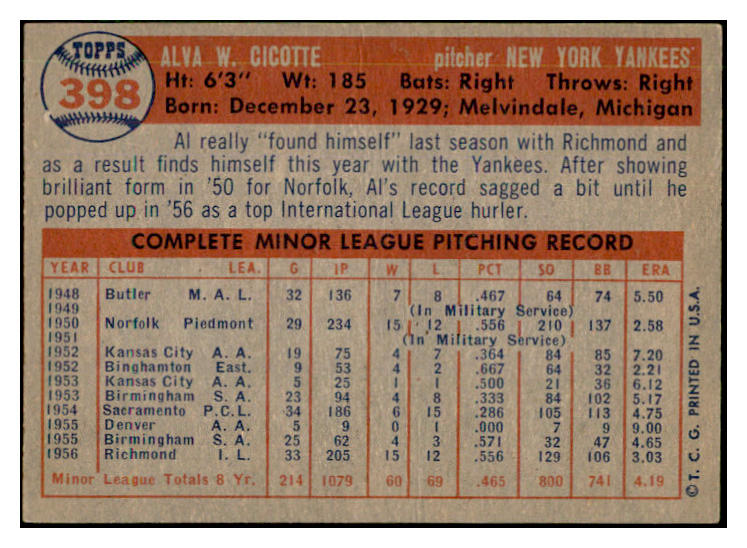 TOPPS
398
ALVA W. CICOTTE pitcher NEW YORK YANKEES
Ht: 6'3" Wt: 185 Bats: Right Throws: Right
Born: December 23, 1929; Melvindale, Michigan
Al really "found himself" last season with Richmond and
as a result finds himself this year with the Yankees. After showing
brilliant form in '50 for Norfolk, Al's record sagged a bit until he
popped up in '56 as a top International League hurler.
COMPLETE MINOR LEAGUE PITCHING RECORD
YEAR CLUB LEA. G IP W L PCT SO BB ERA
1948 Butler M. A. L. 32 136 7 8 .467 64 74 5.50
1949 (In Military Service)
1950 Norfolk Piedmont 29 234 15 12 .556 210 137 2.58
1951 (In Military Service)
1952 Kansas City A. A. 19 75 4 7 .364 84 85 7.20
1952 Binghamton East. 9 53 4 2 .667 64 32 2.21
1953 Kansas City A. A. 5 25 1 1 .500 21 36 6.12
1953 Birmingham S. A. 23 94 4 8 .333 84 102 5.17
1954 Sacramento P.C.L. 34 186 6 15 .286 105 113 4.75
1955 Denver A. A. 5 9 0 1 .000 7 9 9.00
1955 Birmingham S. A. 25 62 4 3 .571 32 47 4.65
1956 Richmond I. L. 33 205 15 12 .556 129 106 3.03
Minor League Totals 8 Yr. 214 1079 60 69 .465 800 741 4.19
© T. C. G. PRINTED IN U.S.A.